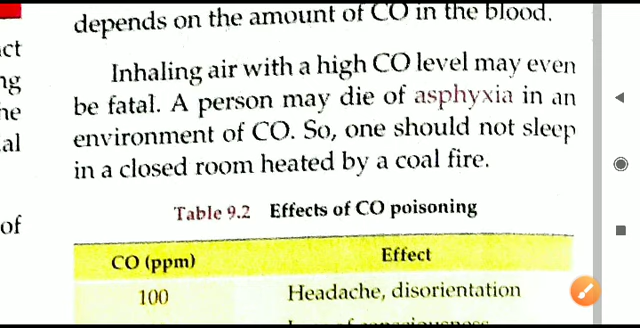 depends on the amount of CO in the blood.
Inhaling air with a high CO level may even
be fatal. A person may die of asphyxia in an
environment of CO. So, one should not sleep
in a closed room heated by a coal fire.
of
Table 9.2 Effects of CO poisoning
CO (ppm) Effect
100 Headache, disorientation